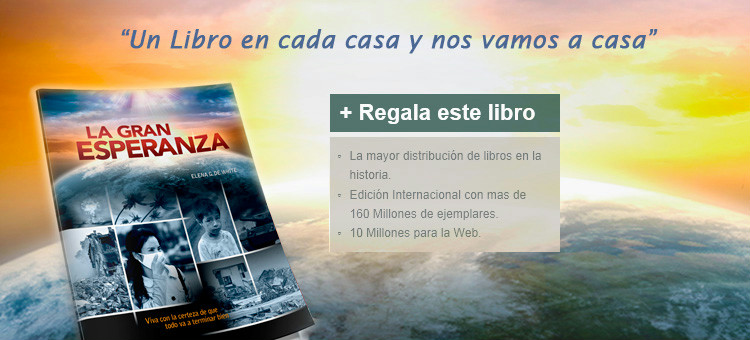 “Un Libro en cada casa y nos vamos a casa”
LA GRAN
ESPERANZA
ELENA G. DE WHITE
Viva con la certeza de que
todo va a terminar bien
+ Regala este libro
▫ La mayor distribución de libros en la
historia.
▫ Edición Internacional con mas de
160 Millones de ejemplares.
▫ 10 Millones para la Web.